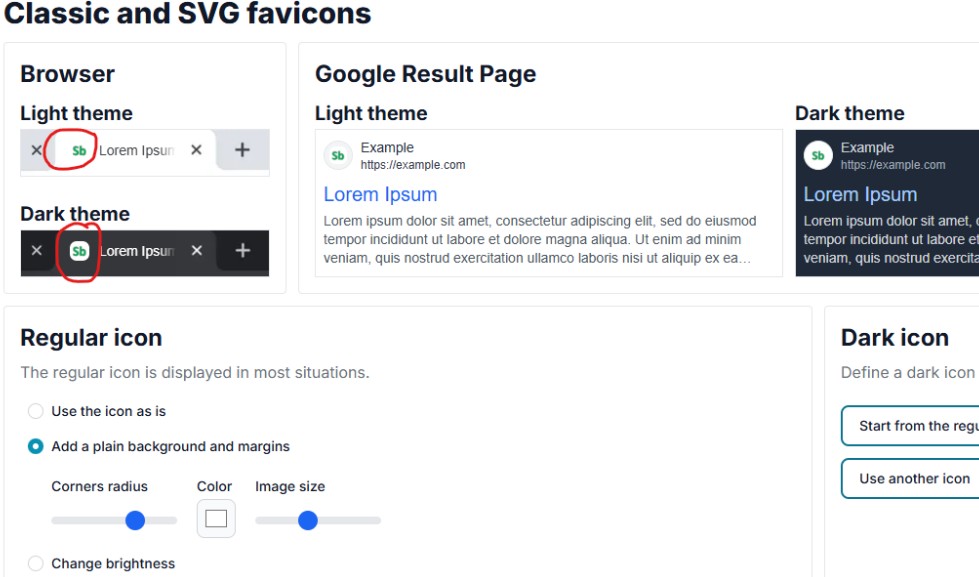 Classic and SVG favicons
Browser
Light theme
Sb Lorem Ipsum
Dark theme
Sb Lorem Ipsum
Google Result Page
Light theme
Sb Example
https://example.com
Lorem Ipsum
Lorem ipsum dolor sit amet, consectetur adipiscing elit, sed do eiusmod
tempor incididunt ut labore et dolore magna aliqua. Ut enim ad minim
veniam, quis nostrud exercitation ullamco laboris nisi ut aliquip ex ea…
Dark theme
Sb Example
https://example.com
Lorem Ipsum
Lorem ipsum dolor sit amet,
tempor incididunt ut labore et
veniam, quis nostrud
Regular icon
The regular icon is displayed in most situations.
Use the icon as is
Add a plain background and margins
Corners radius Color Image size
Change brightness
Dark icon
Define a dark icon
Start from the
Use another icon